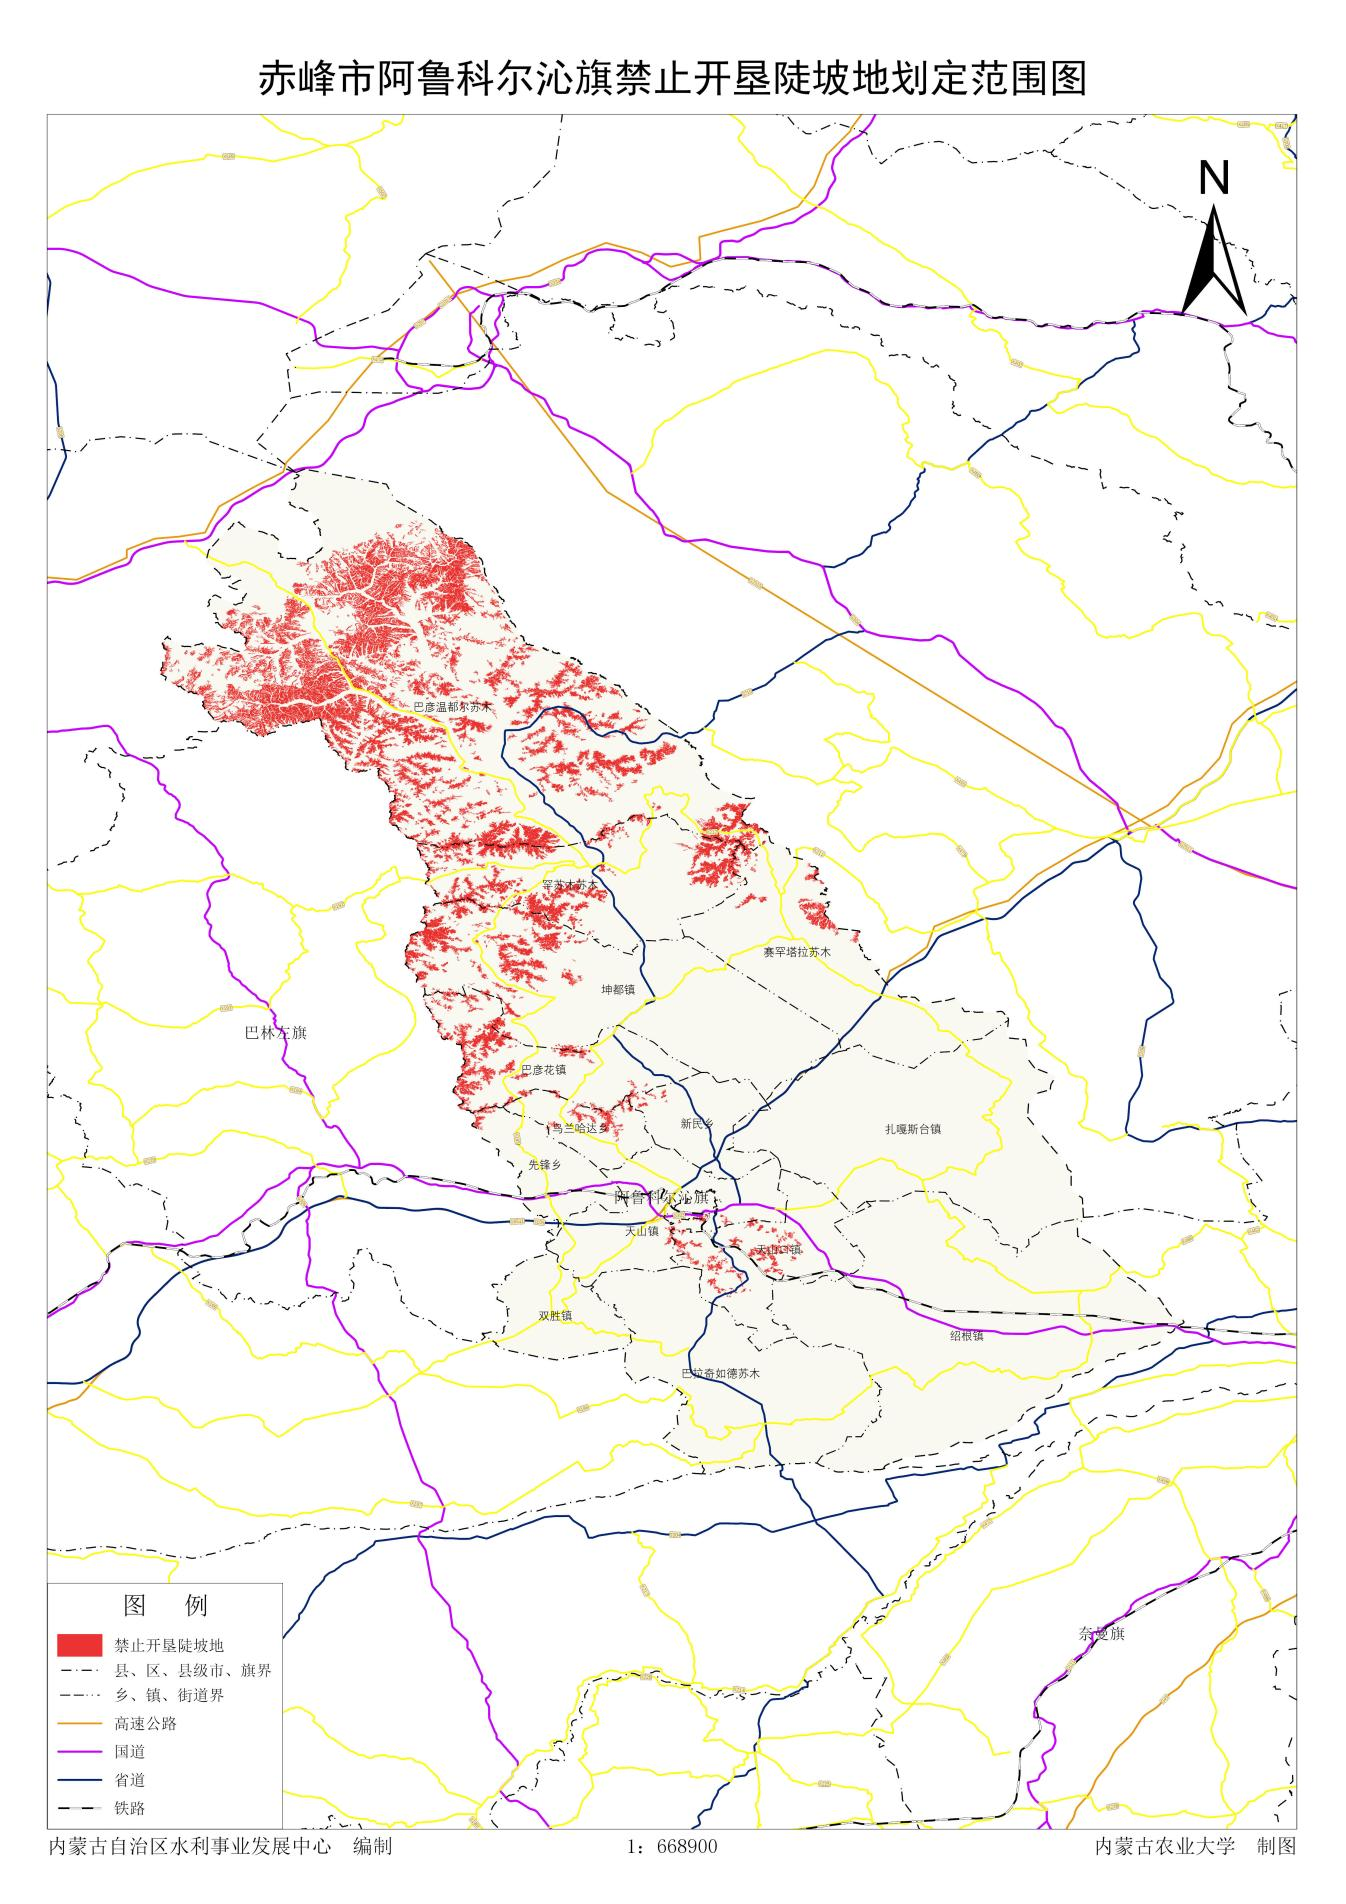 赤峰市阿鲁科尔沁旗禁止开垦陡坡地划定范围图
N
巴彦温都尔苏木
罕苏木苏木
赛罕塔拉苏木
坤都镇
巴林左旗
巴彦花镇
新民乡
乌兰哈达乡
扎嘎斯台镇
先锋乡
阿鲁科尔沁旗
天山镇
天山口镇
双胜镇
绍根镇
巴拉奇如德苏木
奈曼旗
图 例
禁止开垦陡坡地
县、区、县级市、旗界
乡、镇、街道界
高速公路
国道
省道
铁路
内蒙古自治区水利事业发展中心 编制
1：668900
内蒙古农业大学 制图